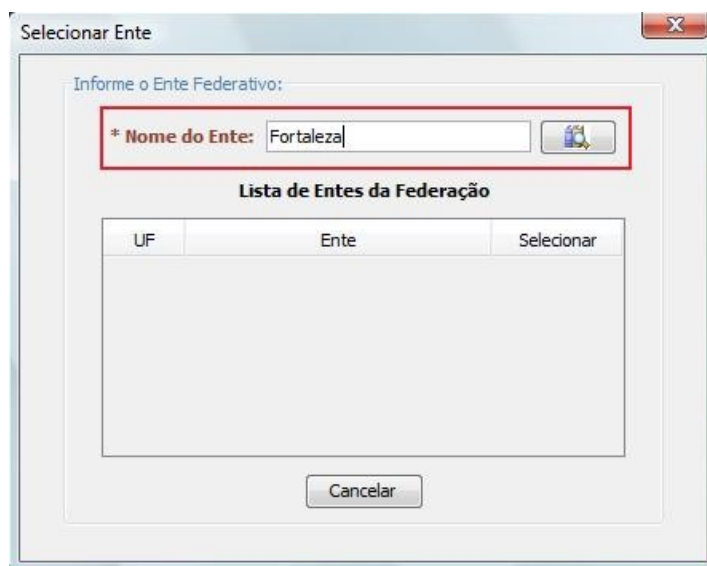 Selecionar Ente
Informe o Ente Federativo:
* Nome do Ente: Fortaleza
Lista de Entes da Federação
UF Ente Selecionar
Cancelar